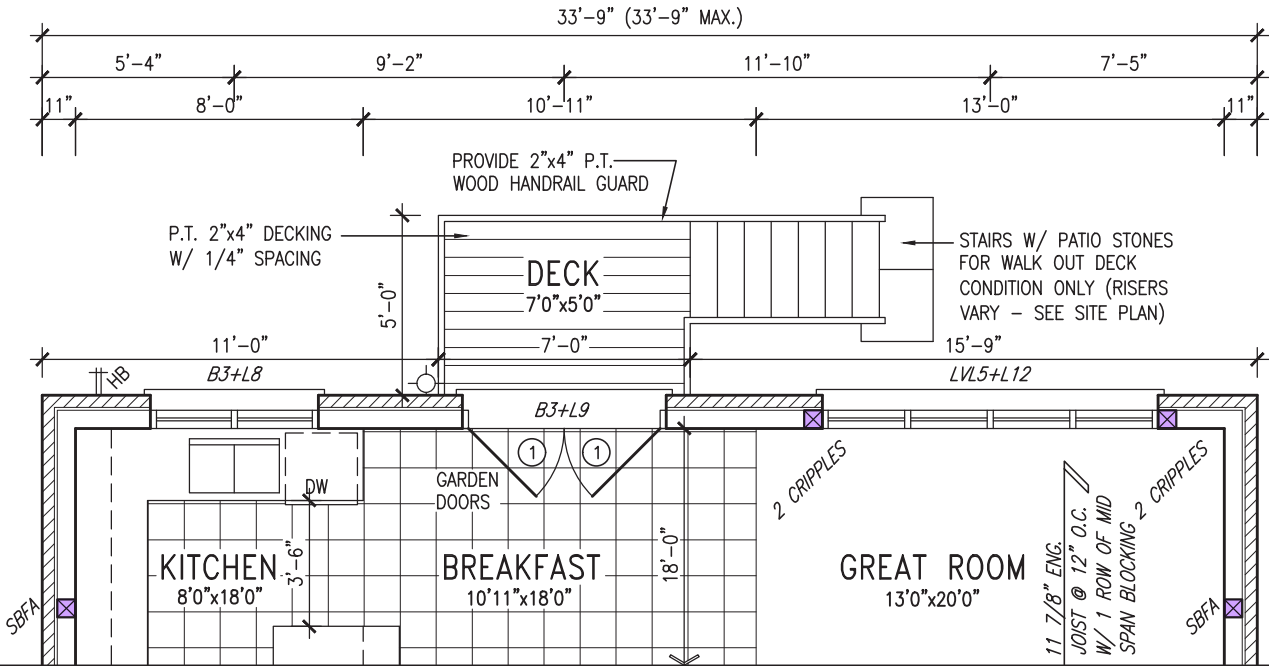 33'-9" (33'-9" MAX.)
5'-4"
9'-2"
11'-10"
7'-5"
11"
8'-0"
10'-11"
13'-0"
11"
PROVIDE 2"x4" P.T.
WOOD HANDRAIL GUARD
P.T. 2"x4" DECKING
W/ 1/4" SPACING
DECK
7'0"x5'0"
STAIRS W/ PATIO STONES
FOR WALK OUT DECK
CONDITION ONLY (RISERS
VARY - SEE SITE PLAN)
5'-0"
11'-0"
7'-0"
15'-9"
HB
B3+L8
B3+L9
LVL5+L12
1
1
GARDEN
DOORS
DW
2 CRIPPLES
2 CRIPPLES
KITCHEN
8'0"x18'0"
3'-6"
BREAKFAST
10'11"x18'0"
18'-0"
GREAT ROOM
13'0"x20'0"
11 7/8" ENG.
JOIST @ 12" O.C.
W/ 1 ROW OF MID
SPAN BLOCKING
SBFA
SBFA